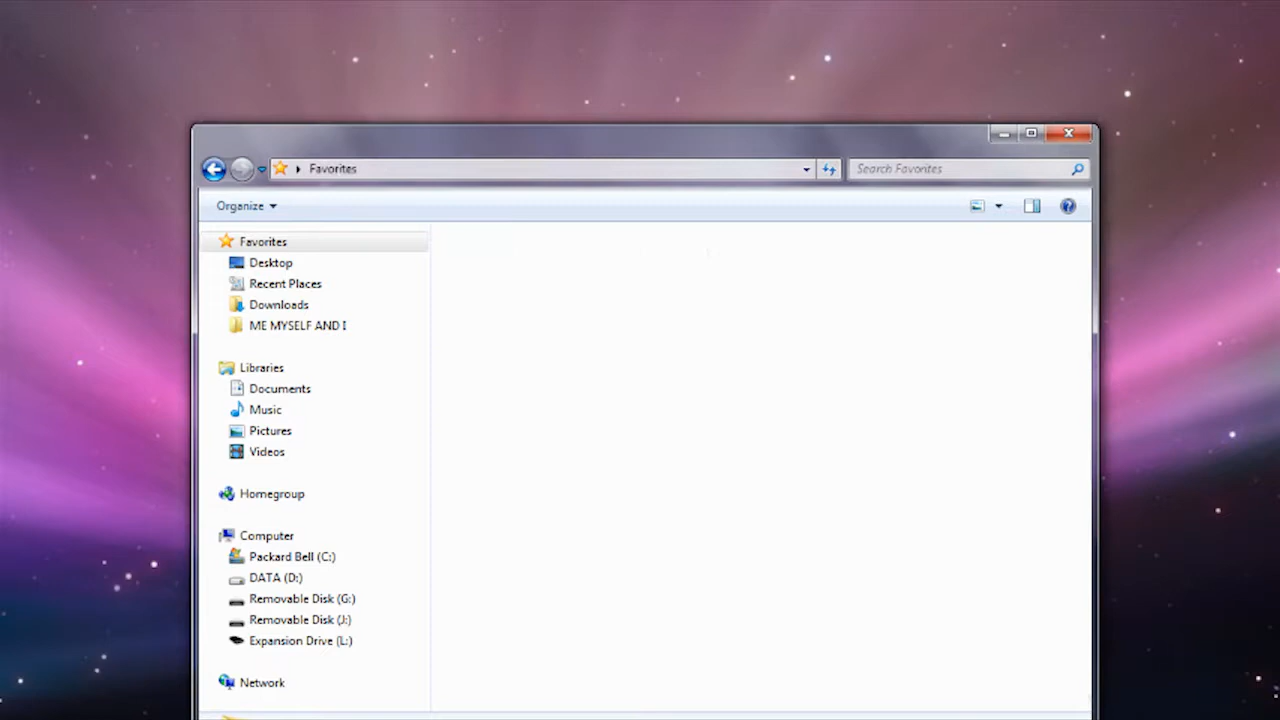 Favorites
Search Favorites
Organize
Favorites
Desktop
Recent Places
Downloads
ME MYSELF AND I
Libraries
Documents
Music
Pictures
Videos
Homegroup
Computer
Packard Bell (C:)
DATA (D:)
Removable Disk (G:)
Removable Disk (J:)
Expansion Drive (L:)
Network